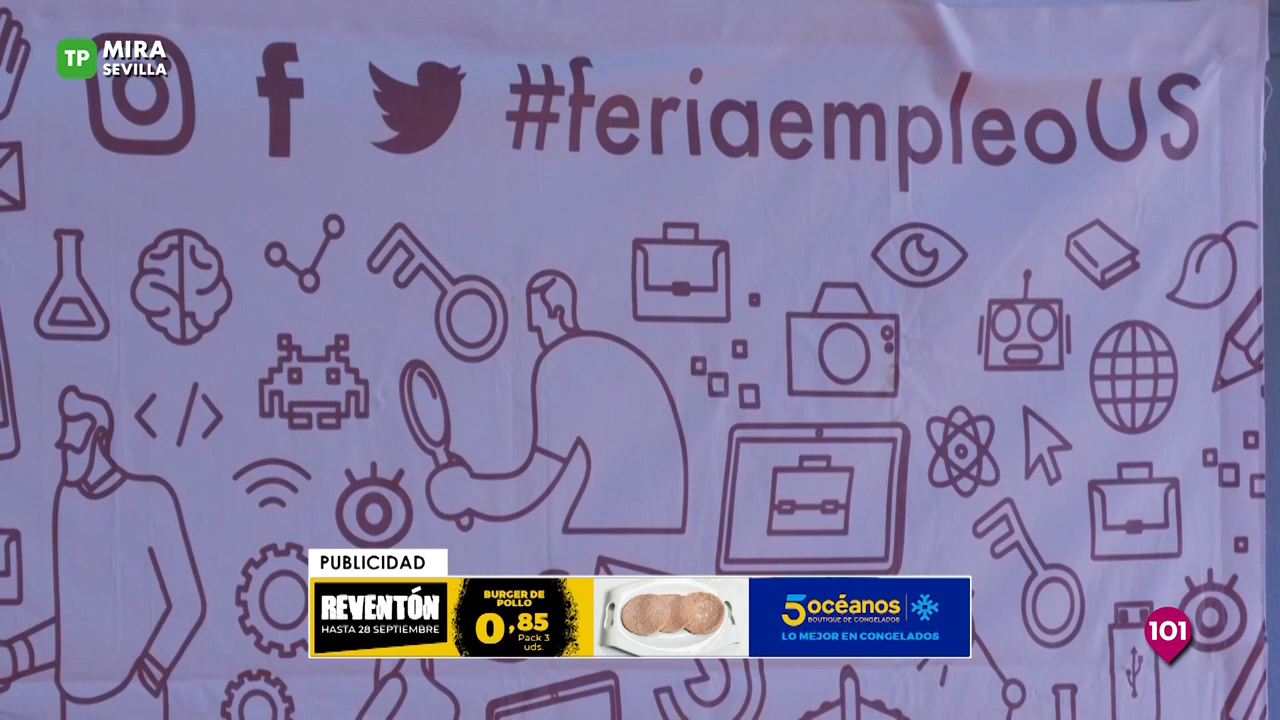 TP MIRA
SEVILLA
#feriaempleoUS
PUBLICIDAD
REVENTÓN
HASTA 28 SEPTIEMBRE
BURGER DE
POLLO
0,85
Pack 3
uds.
5océanos
BOUTIQUE DE CONGELADOS
LO MEJOR EN CONGELADOS
101